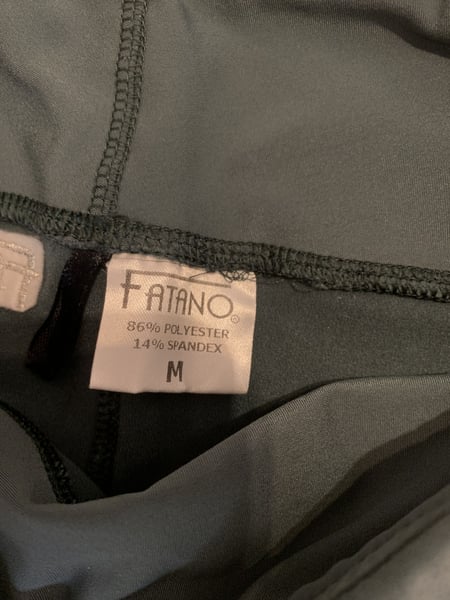 FATANO®
86% POLYESTER
14% SPANDEX
M